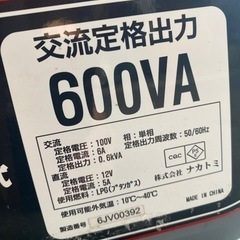 交流定格出力
600VA
交流 相:単相
定格電圧:100V 定格出力周波数:50/60Hz
定格電流:6A
定格出力:0.6kVA
直流
定格電圧:12V
定格電流:5A
使用燃料:LPG(ブタンガス)
株式会社 ナカトミ
使用可能外気温:10℃~40℃
MADE IN CHINA
製造番号 6JV00392